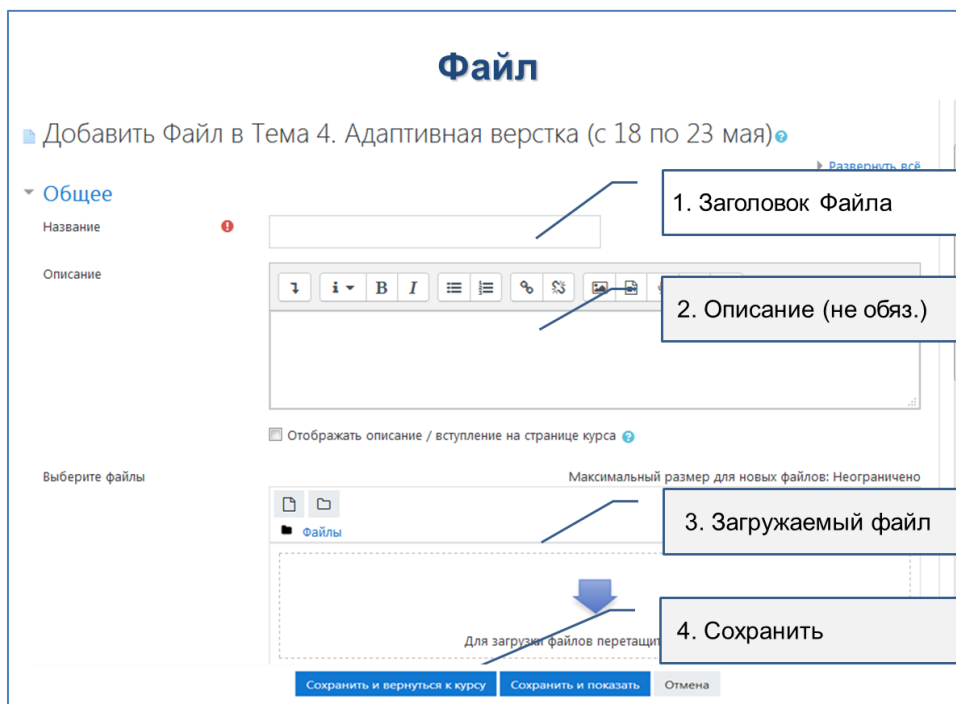 Файл
Добавить Файл в Тема 4. Адаптивная верстка (с 18 по 23 мая)
Развернуть всё
Общее
1. Заголовок Файла
Название
Описание
B I
2. Описание (не обяз.)
Отображать описание / вступление на странице курса
Выберите файлы
Максимальный размер для новых файлов: Неограничено
3. Загружаемый файл
Файлы
4. Сохранить
Для загрузки файлов перетащит
Сохранить и вернуться к курсу Сохранить и показать Отмена